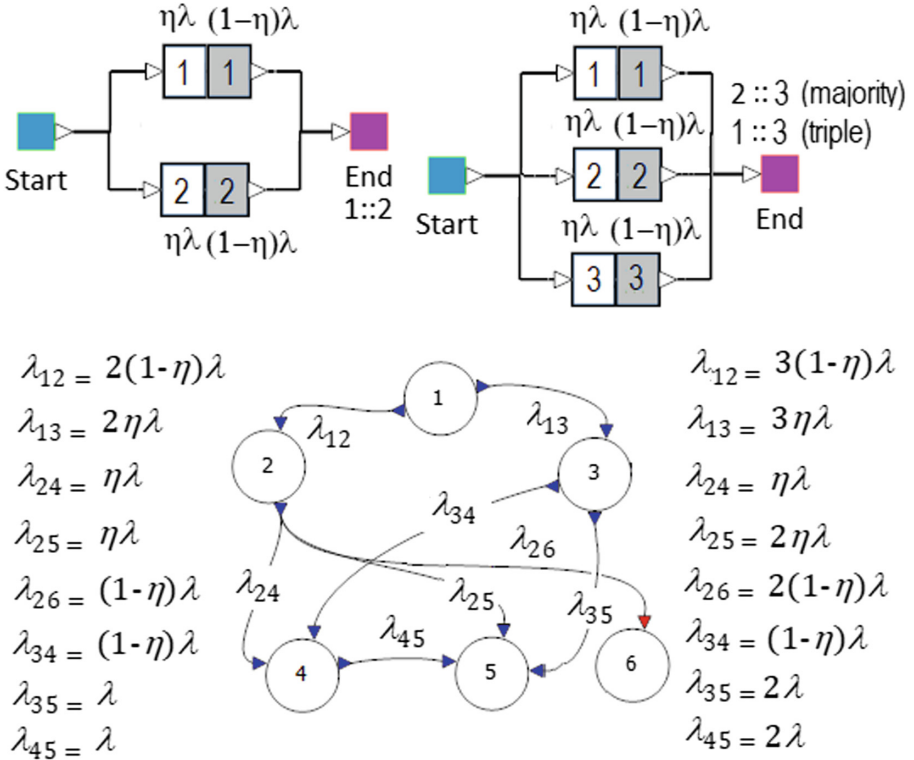 ηλ (1−η)λ
1 1
Start
2 2
ηλ (1−η)λ
End
1::2
ηλ (1−η)λ
1 1
ηλ (1−η)λ
2 2
ηλ (1−η)λ
3 3
Start
2 :: 3 (majority)
1 :: 3 (triple)
End
λ12 = 2(1-η)λ
λ13 = 2ηλ
λ24 = ηλ
λ25 = ηλ
λ26 = (1-η)λ
λ34 = (1-η)λ
λ35 = λ
λ45 = λ
1
λ12
λ13
2
3
λ34
λ26
λ24
λ25
λ35
λ45
4
5
6
λ12 = 3(1-η)λ
λ13 = 3ηλ
λ24 = ηλ
λ25 = 2ηλ
λ26 = 2(1-η)λ
λ34 = (1-η)λ
λ35 = 2λ
λ45 = 2λ